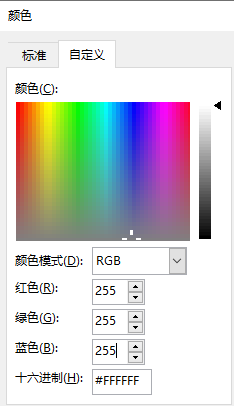 颜色
标准 自定义
颜色(C):
颜色模式(D): RGB
红色(R): 255
绿色(G): 255
蓝色(B): 255
十六进制(H): #FFFFFF